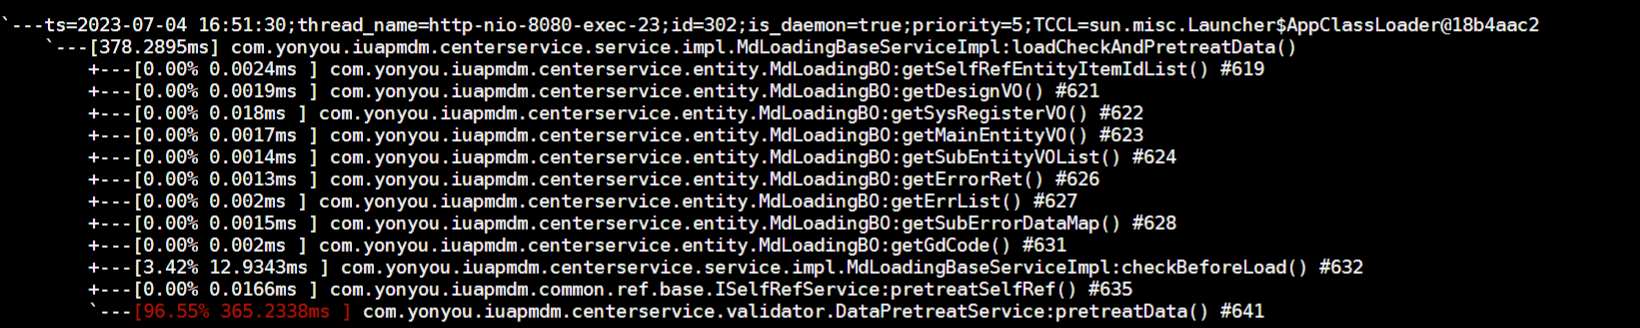 `---ts=2023-07-04 16:51:30;thread_name=http-nio-8080-exec-23;id=302;is_daemon=true;priority=5;TCCL=sun.misc.Launcher$AppClassLoader@18b4aac2
    `---[378.2895ms] com.yonyou.iuapmdm.centerservice.service.impl.MdLoadingBaseServiceImpl:loadCheckAndPretreatData()
        +---[0.00% 0.0024ms ] com.yonyou.iuapmdm.centerservice.entity.MdLoadingBO:getSelfRefEntityItemIdList() #619
        +---[0.00% 0.0019ms ] com.yonyou.iuapmdm.centerservice.entity.MdLoadingBO:getDesignVO() #621
        +---[0.00% 0.018ms ] com.yonyou.iuapmdm.centerservice.entity.MdLoadingBO:getSysRegisterVO() #622
        +---[0.00% 0.0017ms ] com.yonyou.iuapmdm.centerservice.entity.MdLoadingBO:getMainEntityVO() #623
        +---[0.00% 0.0014ms ] com.yonyou.iuapmdm.centerservice.entity.MdLoadingBO:getSubEntityVOList() #624
        +---[0.00% 0.0013ms ] com.yonyou.iuapmdm.centerservice.entity.MdLoadingBO:getErrorRet() #626
        +---[0.00% 0.002ms ] com.yonyou.iuapmdm.centerservice.entity.MdLoadingBO:getErrList() #627
        +---[0.00% 0.0015ms ] com.yonyou.iuapmdm.centerservice.entity.MdLoadingBO:getSubErrorDataMap() #628
        +---[0.00% 0.002ms ] com.yonyou.iuapmdm.centerservice.entity.MdLoadingBO:getGdCode() #631
        +---[3.42% 12.9343ms ] com.yonyou.iuapmdm.centerservice.service.impl.MdLoadingBaseServiceImpl:checkBeforeLoad() #632
        +---[0.00% 0.0166ms ] com.yonyou.iuapmdm.common.ref.base.ISelfRefService:pretreatSelfRef() #635
        `---[96.55% 365.2338ms ] com.yonyou.iuapmdm.centerservice.validator.DataPretreatService:pretreatData() #641